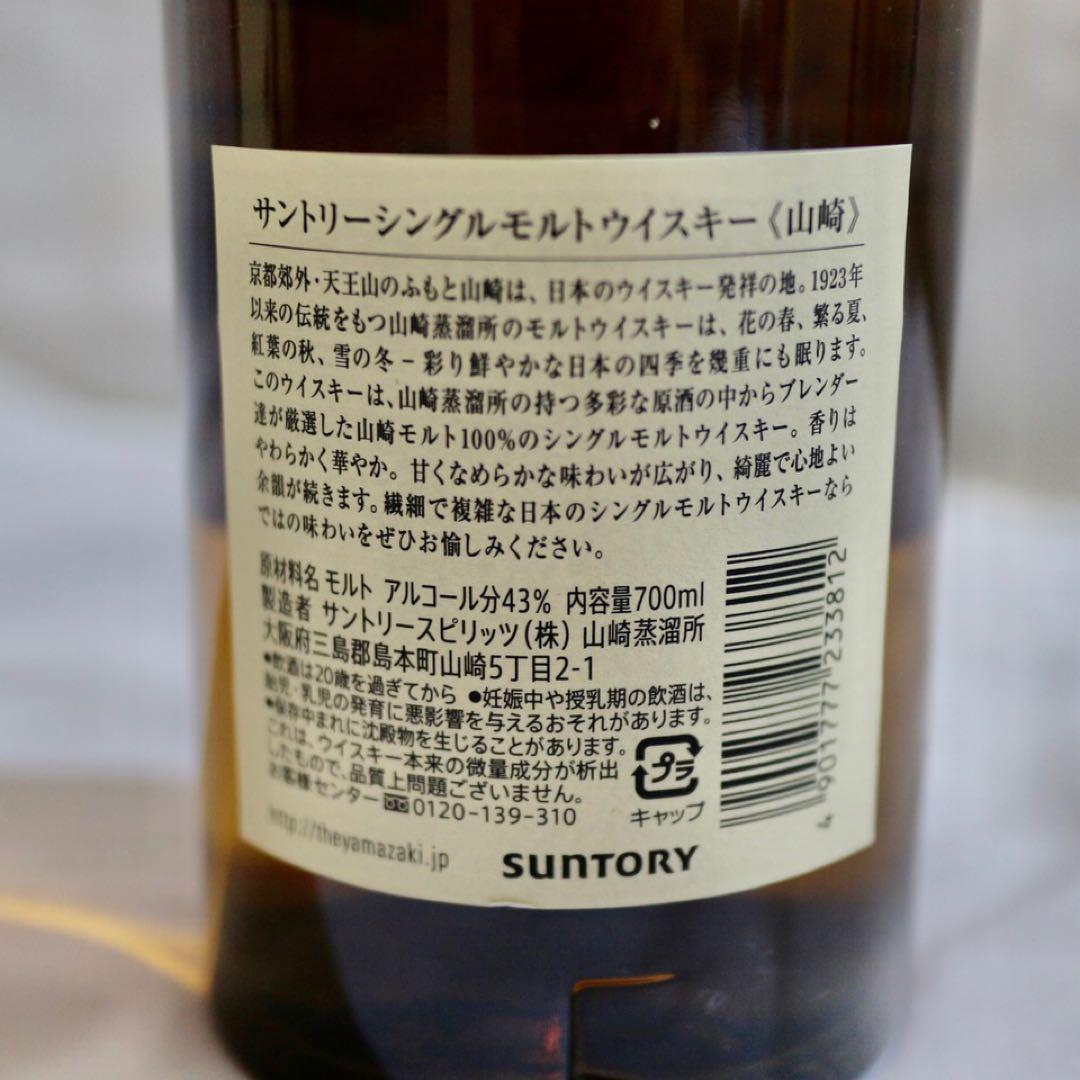 サントリーシングルモルトウイスキー《山崎》
京都郊外・天王山のふもと山崎は、日本のウイスキー発祥の地。1923年
以来の伝統をもつ山崎蒸溜所のモルトウイスキーは、花の春、繁る夏、
紅葉の秋、雪の冬－彩り鮮やかな日本の四季を幾重にも眠ります。
このウイスキーは、山崎蒸溜所の持つ多彩な原酒の中からブレンダー
達が厳選した山崎モルト100%のシングルモルトウイスキー。香りは
やわらかく華やか。甘くなめらかな味わいが広がり、綺麗で心地よい
余韻が続きます。繊細で複雑な日本のシングルモルトウイスキーなら
ではの味わいをぜひお愉しみください。
原材料名 モルト アルコール分43% 内容量700ml
製造者 サントリースピリッツ(株) 山崎蒸溜所
大阪府三島郡島本町山崎5丁目2-1
●飲酒は20歳を過ぎてから ●妊娠中や授乳期の飲酒は、
胎児・乳児の発育に悪影響を与えるおそれがあります。
●保存中まれに沈殿物を生じることがあります。
これは、ウイスキー本来の微量成分が析出
したもので、品質上問題ございません。
お客様センター 0120-139-310
http://theyamazaki.jp
SUNTORY
プラ
キャップ
4901777233812